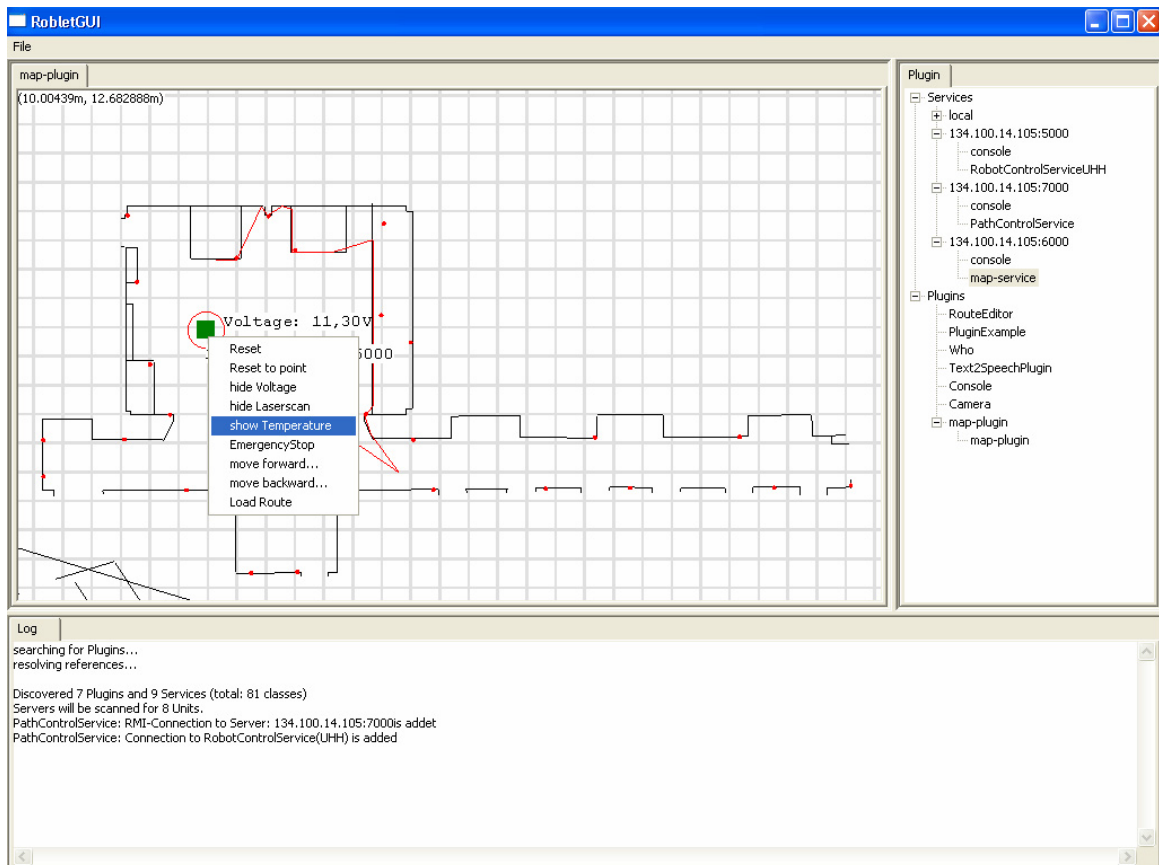 RobletGUI
File
map-plugin
(10.00439m, 12.682888m)
Voltage: 11,30V
5000
Reset
Reset to point
hide Voltage
hide Laserscan
show Temperature
EmergencyStop
move forward...
move backward...
Load Route
Plugin
Services
local
134.100.14.105:5000
console
RobotControlServiceUHH
134.100.14.105:7000
console
PathControlService
134.100.14.105:6000
console
map-service
Plugins
RouteEditor
PluginExample
Who
Text2SpeechPlugin
Console
Camera
map-plugin
map-plugin
Log
searching for Plugins...
resolving references...
Discovered 7 Plugins and 9 Services (total: 81 classes)
Servers will be scanned for 8 Units.
PathControlService: RMI-Connection to Server: 134.100.14.105:7000is addet
PathControlService: Connection to RobotControlService(UHH) is added